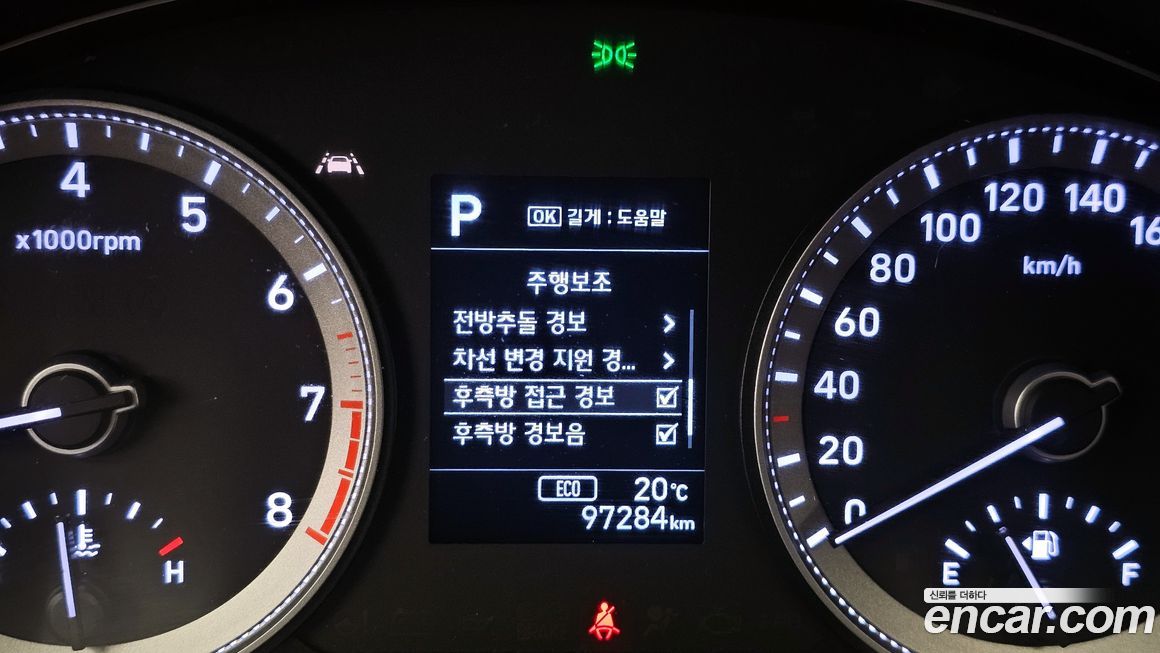 4
5
6
7
8
x1000rpm
H
P OK 길게 : 도움말
주행보조
전방추돌 경보
차선 변경 지원 경...
후측방 접근 경보
후측방 경보음
ECO 20℃
97284km
0
20
40
60
80
100
120
140
km/h
E
F
신뢰를 더하다
encar.com